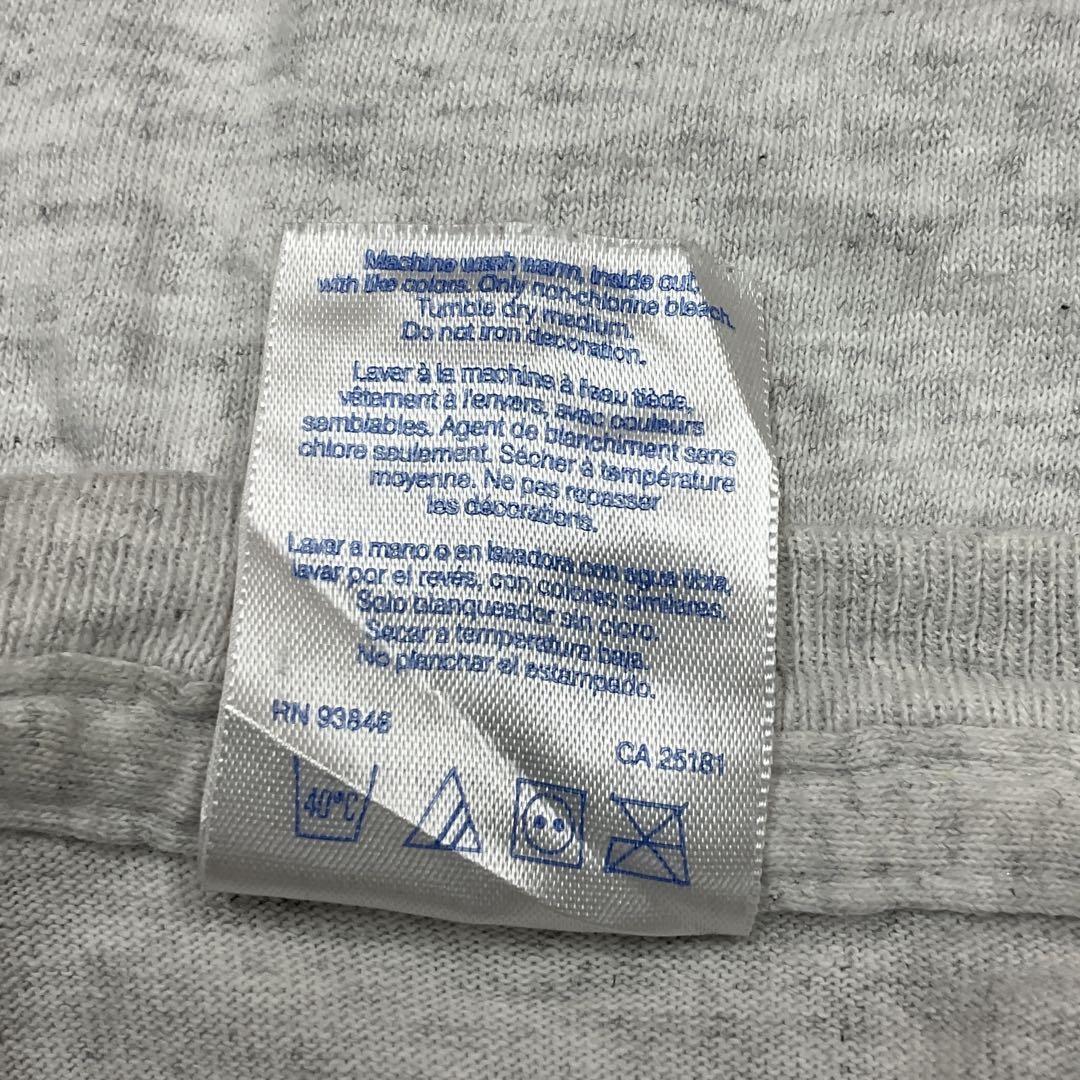 Machine wash warm, inside out,
with like colors. Only non-chlorine bleach.
Tumble dry medium.
Do not iron decoration.
Laver à la machine à l'eau tiède,
vêtement à l'envers, avec couleurs
semblables. Agent de blanchiment sans
chlore seulement. Sécher à température
moyenne. Ne pas repasser
les décorations.
Lavar a mano o en lavadora con agua tibia,
lavar por el revés, con colores similares.
Solo blanqueador sin cloro.
Secar a temperatura baja.
No planchar el estampado.
RN 93846
CA 25181
40°C